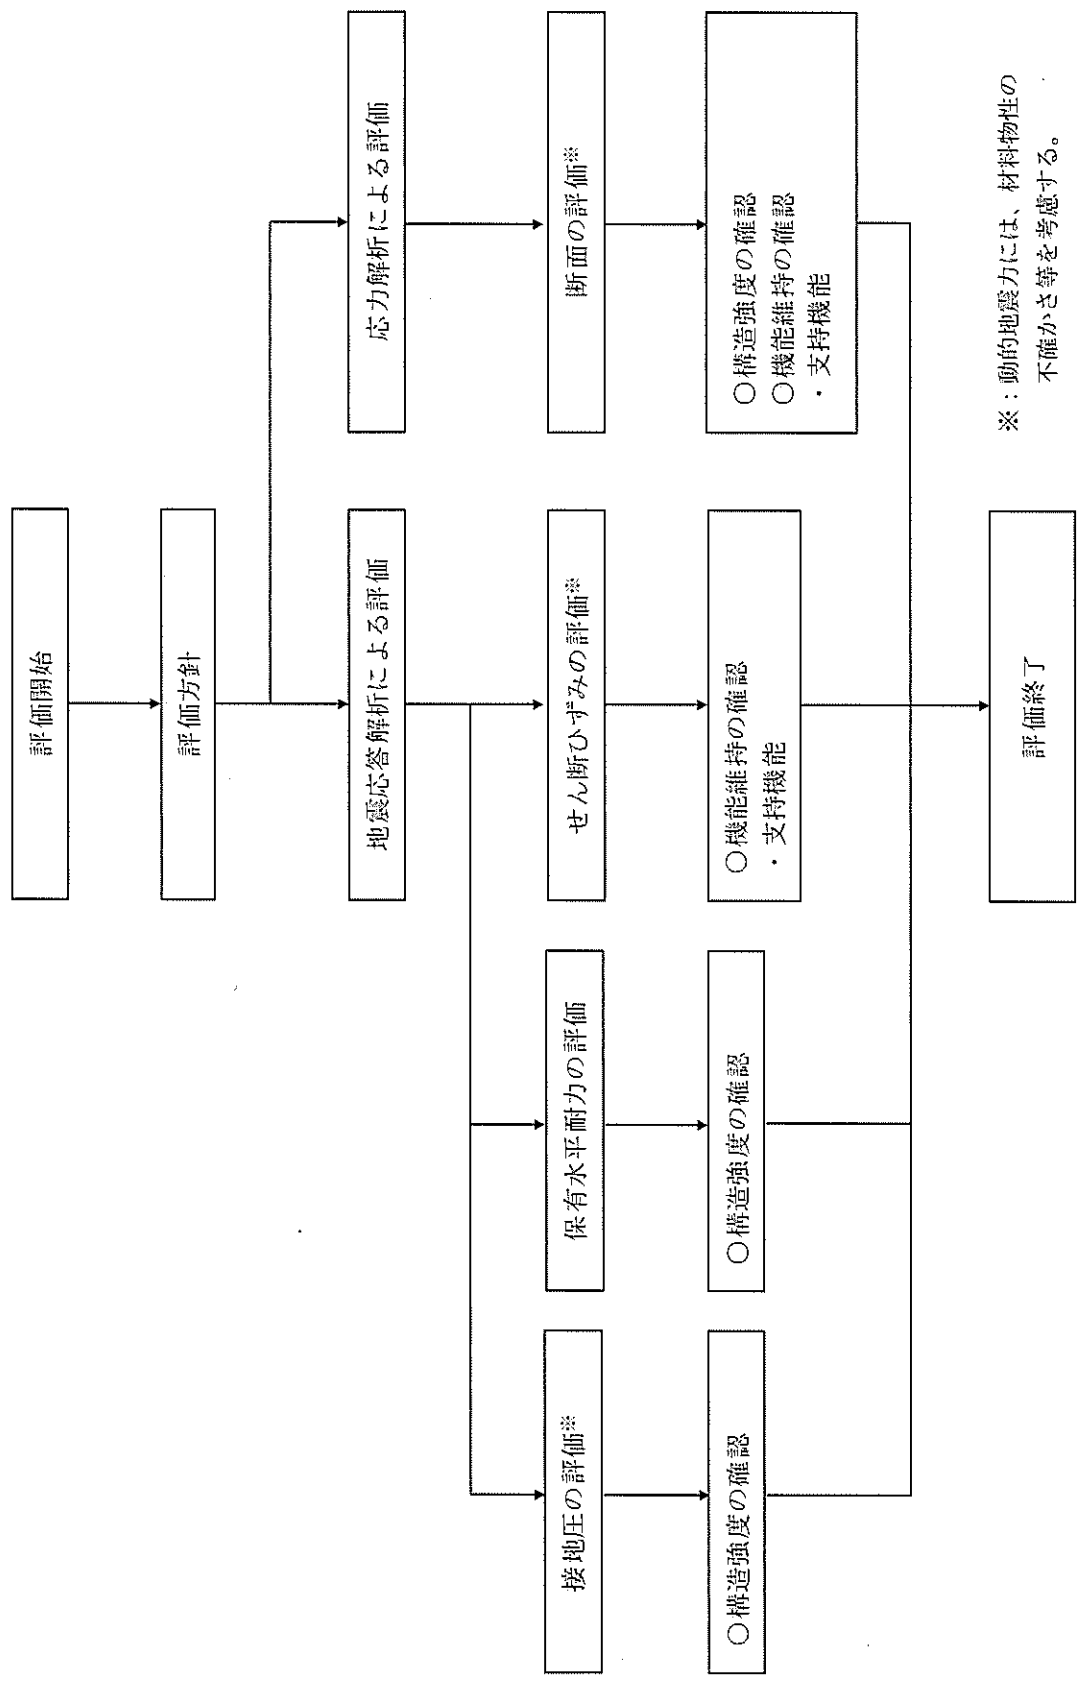 評価開始
評価方針
地震応答解析による評価
応力解析による評価
接地圧の評価※
保有水平耐力の評価
せん断ひずみの評価※
断面の評価※
○構造強度の確認
○構造強度の確認
○機能維持の確認
・支持機能
○構造強度の確認
○機能維持の確認
・支持機能
評価終了
※：動的地震力には、材料物性の
不確かさ等を考慮する。